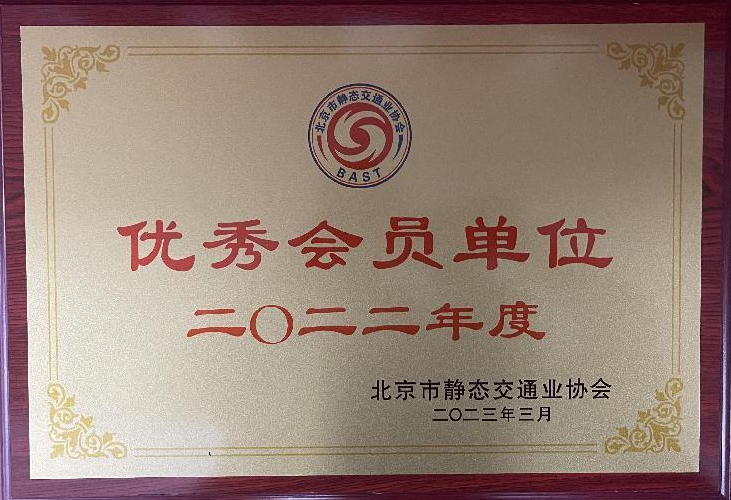 北京市静态交通业协会
BAST
优秀会员单位
二〇二二年度
北京市静态交通业协会
二〇二三年三月